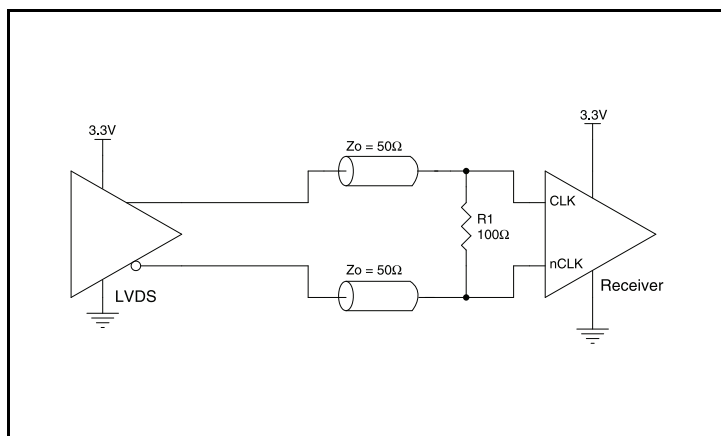 3.3V
3.3V
Zo = 50Ω
CLK
R1
100Ω
nCLK
Zo = 50Ω
LVDS
Receiver